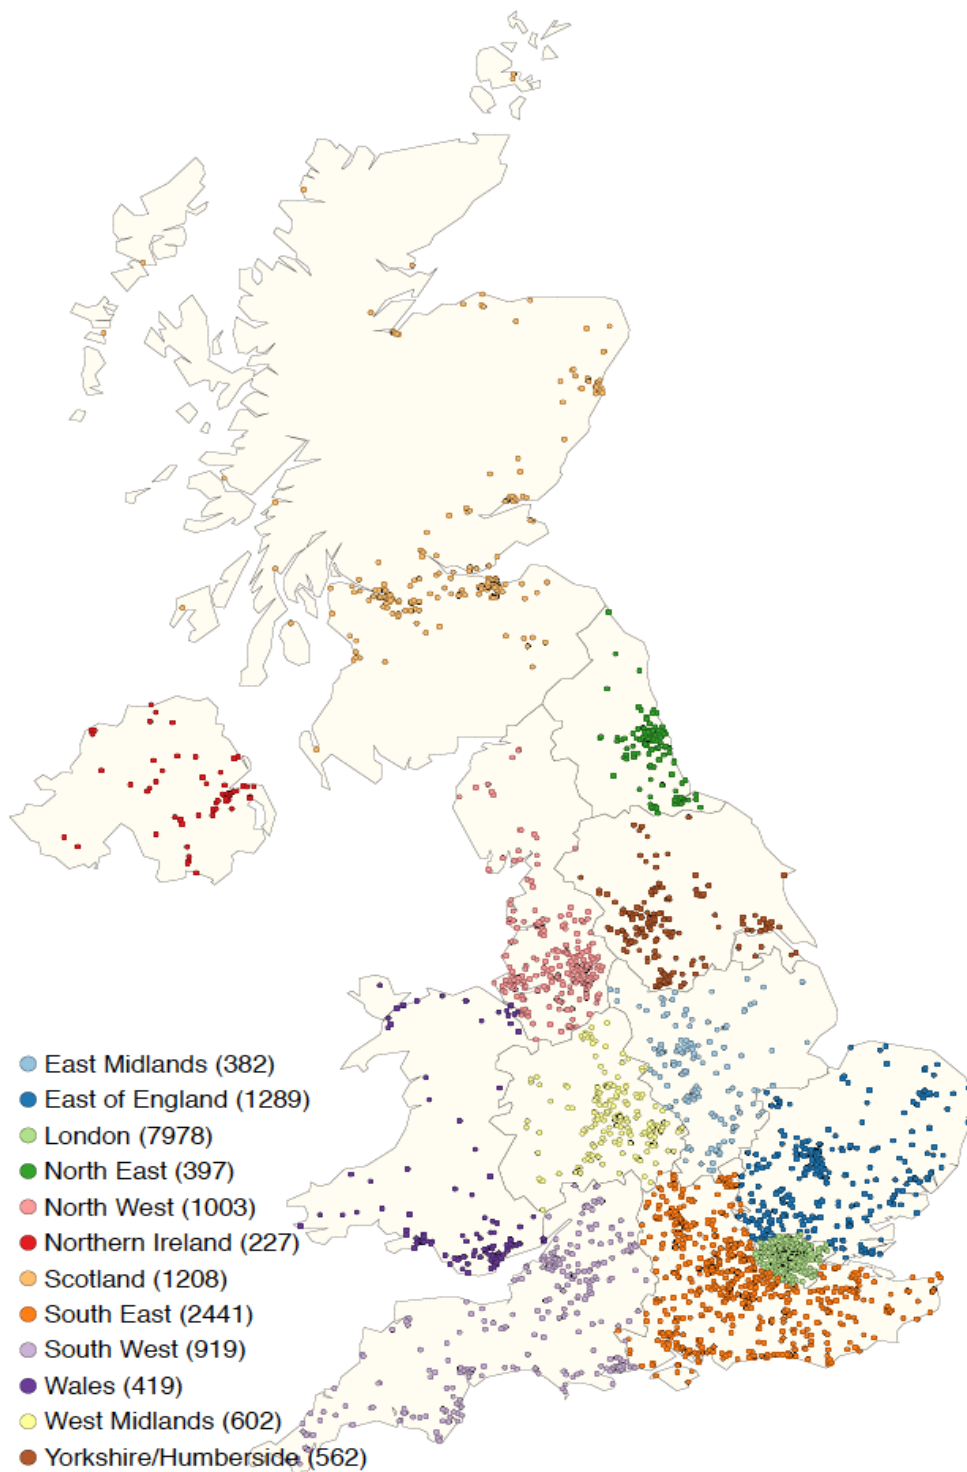 East Midlands (382)
East of England (1289)
London (7978)
North East (397)
North West (1003)
Northern Ireland (227)
Scotland (1208)
South East (2441)
South West (919)
Wales (419)
West Midlands (602)
Yorkshire/Humberside (562)